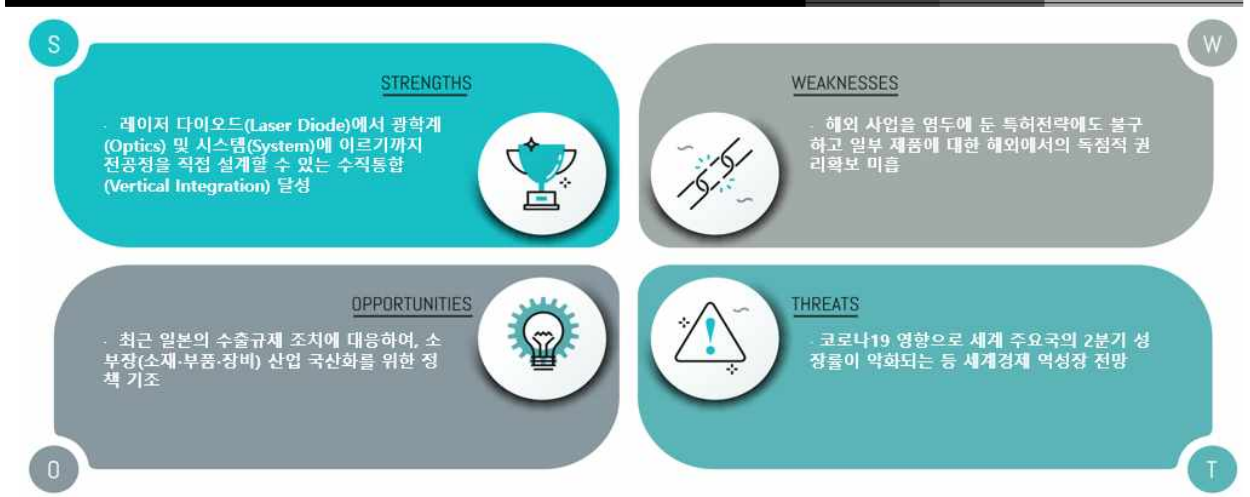 S
STRENGTHS
· 레이저 다이오드(Laser Diode)에서 광학계
(Optics) 및 시스템(System)에 이르기까지
전공정을 직접 설계할 수 있는 수직통합
(Vertical Integration) 달성
W
WEAKNESSES
· 해외 사업을 염두에 둔 특허전략에도 불구
하고 일부 제품에 대한 해외에서의 독점적 권
리확보 미흡
OPPORTUNITIES
· 최근 일본의 수출규제 조치에 대응하여, 소
부장(소재·부품·장비) 산업 국산화를 위한 정
책 기조
O
THREATS
· 코로나19 영향으로 세계 주요국의 2분기 성
장률이 악화되는 등 세계경제 역성장 전망
T